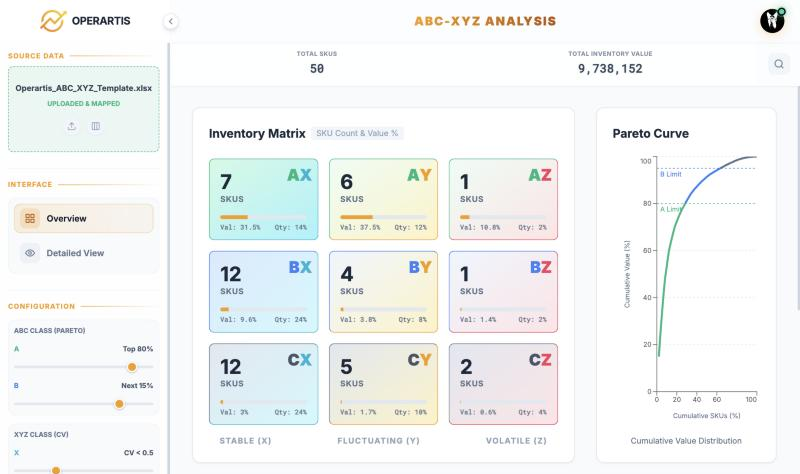 OPERARTIS
ABC-XYZ ANALYSIS
SOURCE DATA
Operartis_ABC_XYZ_Template.xlsx
UPLOADED & MAPPED
INTERFACE
Overview
Detailed View
CONFIGURATION
ABC CLASS (PARETO)
A Top 80%
B Next 15%
XYZ CLASS (CV)
X CV < 0.5
TOTAL SKUS
50
TOTAL INVENTORY VALUE
9,738,152
Inventory Matrix SKU Count & Value %
7 AX
SKUS
Val: 31.5% Qty: 14%
6 AY
SKUS
Val: 37.5% Qty: 12%
1 AZ
SKUS
Val: 10.8% Qty: 2%
12 BX
SKUS
Val: 9.6% Qty: 24%
4 BY
SKUS
Val: 3.8% Qty: 8%
1 BZ
SKUS
Val: 1.4% Qty: 2%
12 CX
SKUS
Val: 3% Qty: 24%
5 CY
SKUS
Val: 1.7% Qty: 10%
2 CZ
SKUS
Val: 0.6% Qty: 4%
STABLE (X) FLUCTUATING (Y) VOLATILE (Z)
Pareto Curve
100
B Limit
80
A Limit
60
40
20
0
Cumulative Value (%)
0 20 40 60 100
Cumulative SKUs (%)
Cumulative Value Distribution